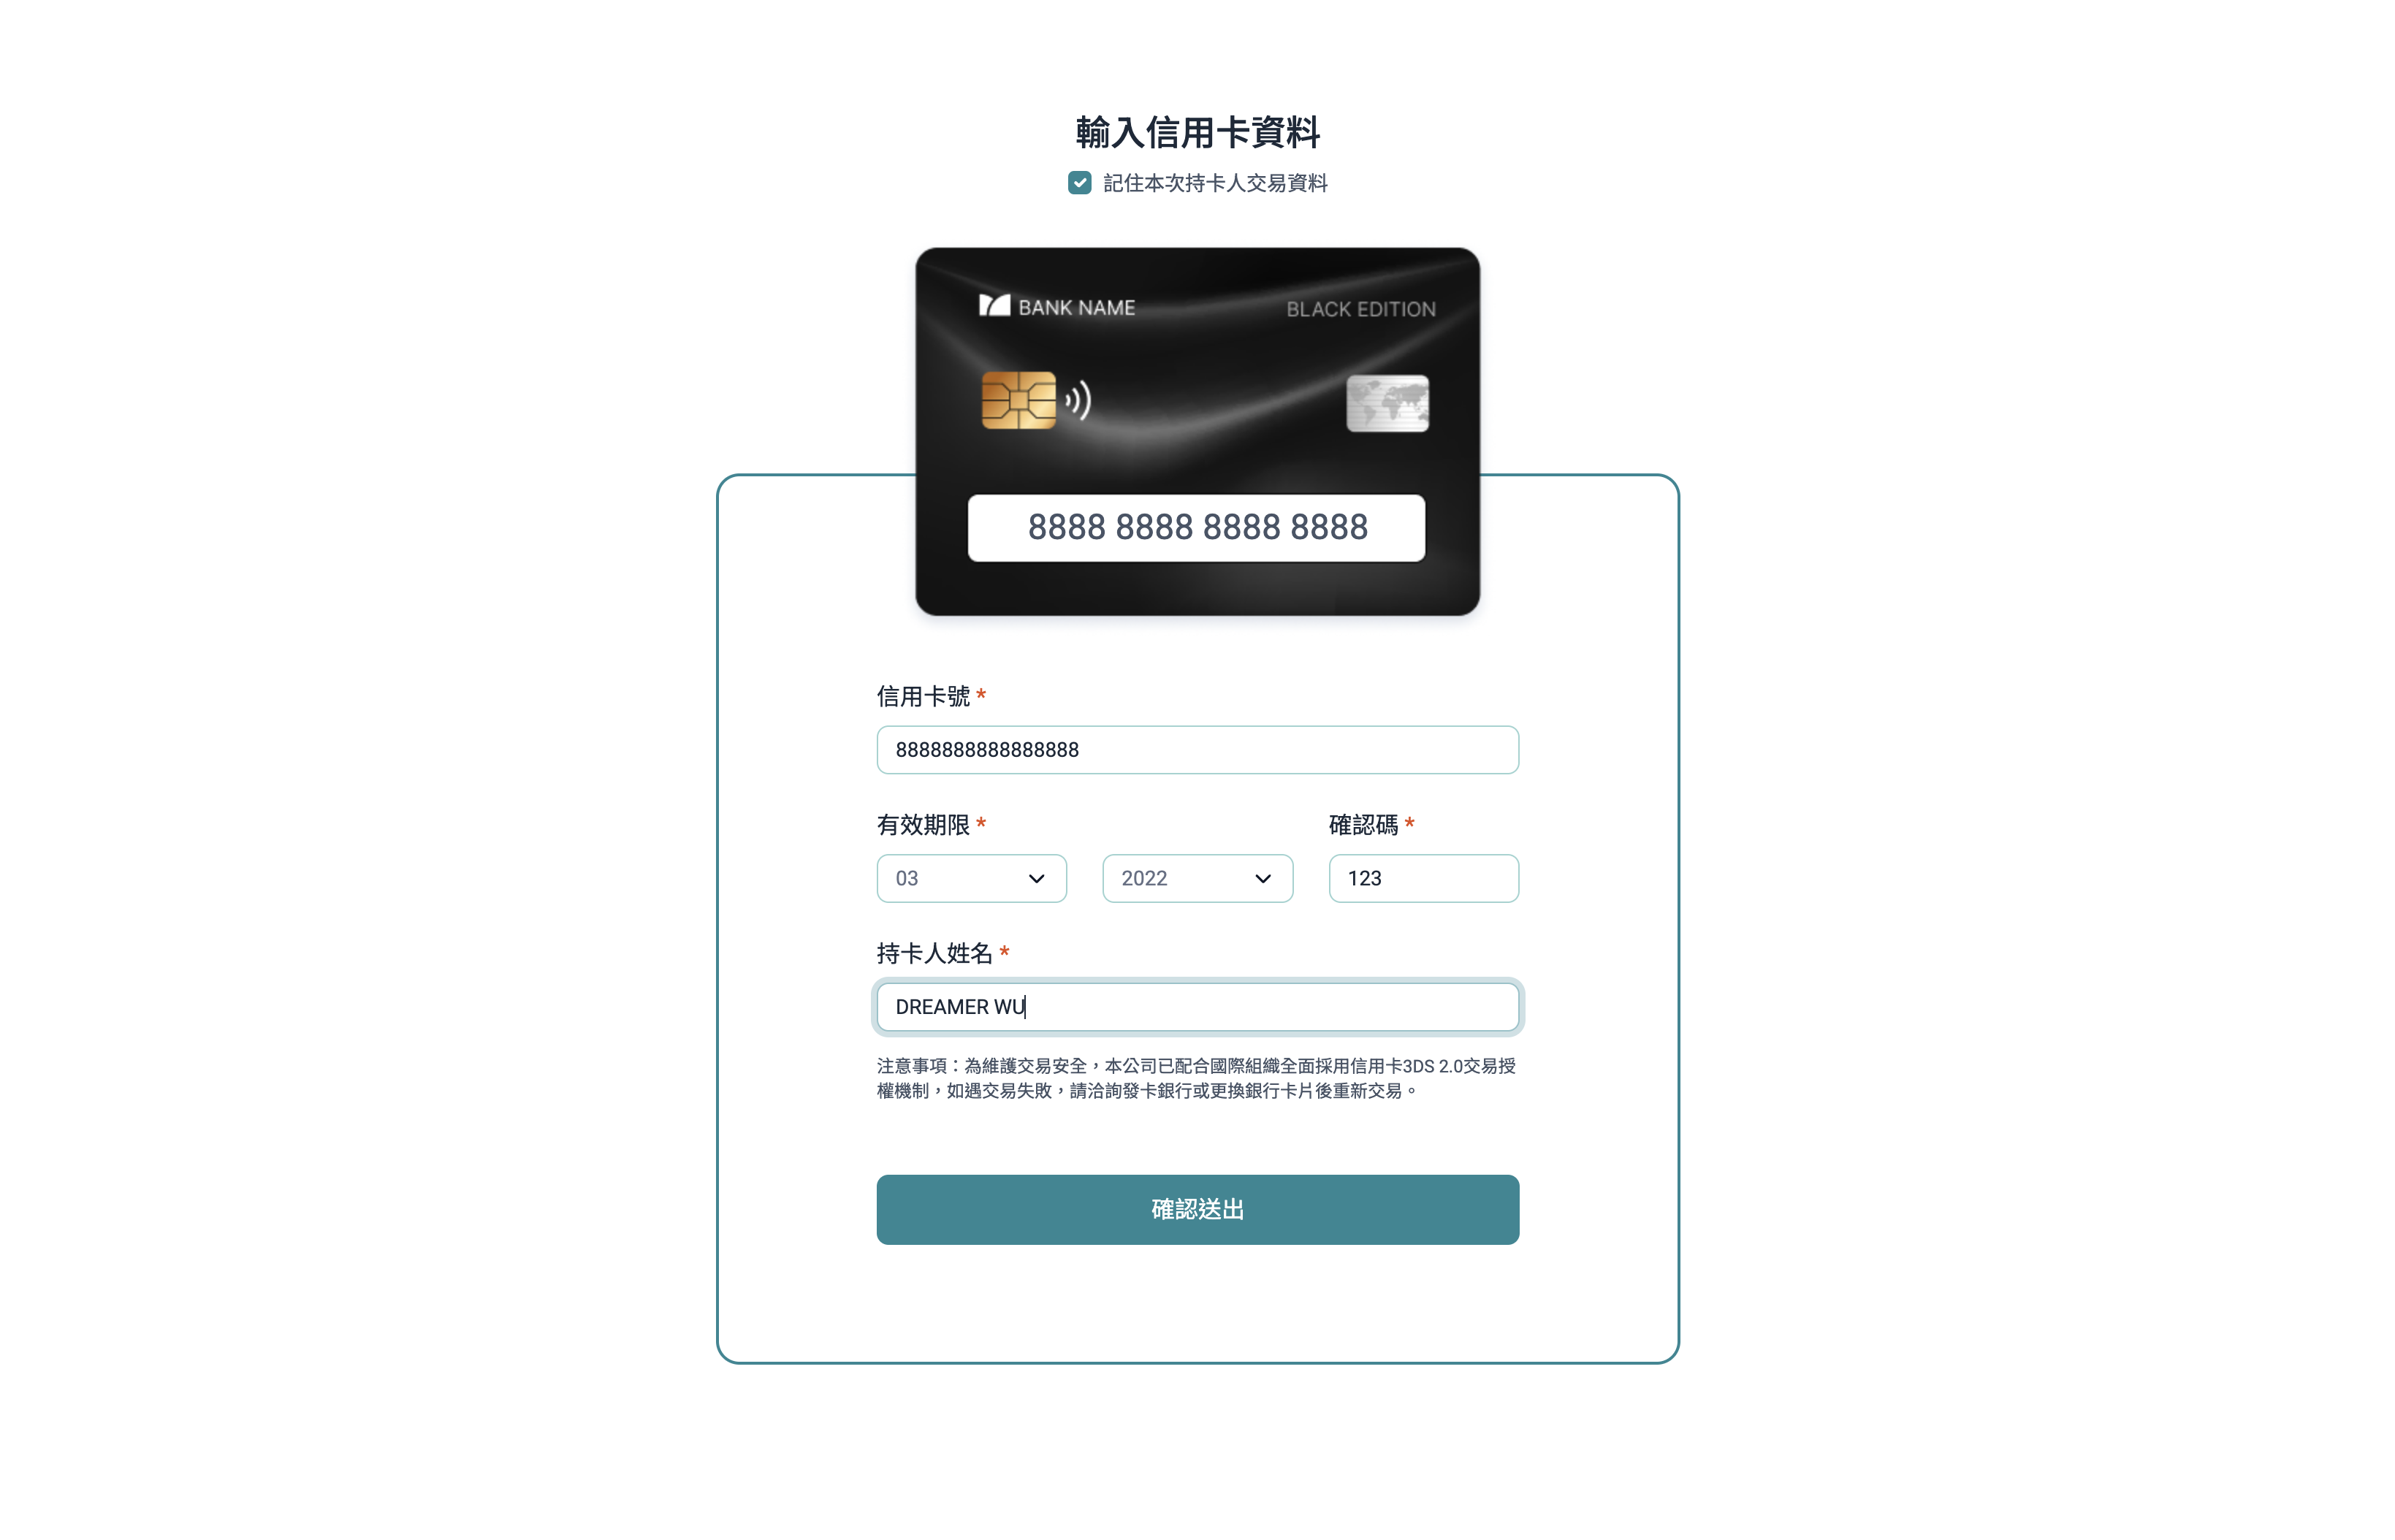 輸入信用卡資料
記住本次持卡人交易資料
BANK NAME
BLACK EDITION
8888 8888 8888 8888
信用卡號 *
8888888888888888
有效期限 *
確認碼 *
03
2022
123
持卡人姓名 *
DREAMER WU
注意事項：為維護交易安全，本公司已配合國際組織全面採用信用卡3DS 2.0交易授
權機制，如遇交易失敗，請洽詢發卡銀行或更換銀行卡片後重新交易。
確認送出